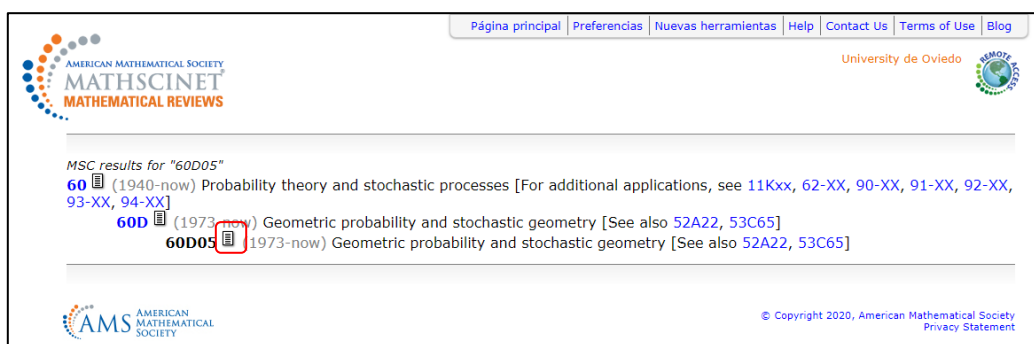 Página principal | Preferencias | Nuevas herramientas | Help | Contact Us | Terms of Use | Blog
AMERICAN MATHEMATICAL SOCIETY
MATHSCINET
MATHEMATICAL REVIEWS
University de Oviedo
REMOTE ACCESS
MSC results for "60D05"
60 (1940-now) Probability theory and stochastic processes [For additional applications, see 11Kxx, 62-XX, 90-XX, 91-XX, 92-XX,
93-XX, 94-XX]
60D (1973-now) Geometric probability and stochastic geometry [See also 52A22, 53C65]
60D05 (1973-now) Geometric probability and stochastic geometry [See also 52A22, 53C65]
AMS AMERICAN
MATHEMATICAL
SOCIETY
© Copyright 2020, American Mathematical Society
Privacy Statement